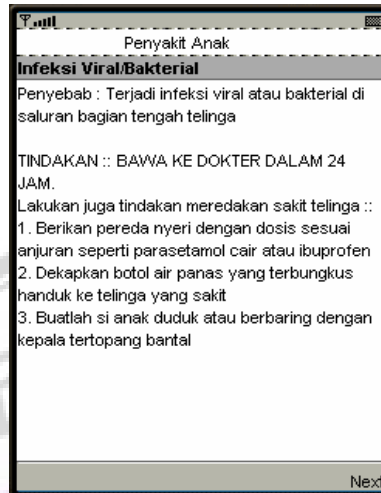 Penyakit Anak
Infeksi Viral/Bakterial
Penyebab : Terjadi infeksi viral atau bakterial di
saluran bagian tengah telinga
TINDAKAN :: BAWA KE DOKTER DALAM 24
JAM.
Lakukan juga tindakan meredakan sakit telinga ::
1. Berikan pereda nyeri dengan dosis sesuai
anjuran seperti parasetamol cair atau ibuprofen
2. Dekapkan botol air panas yang terbungkus
handuk ke telinga yang sakit
3. Buatlah si anak duduk atau berbaring dengan
kepala tertopang bantal
Next